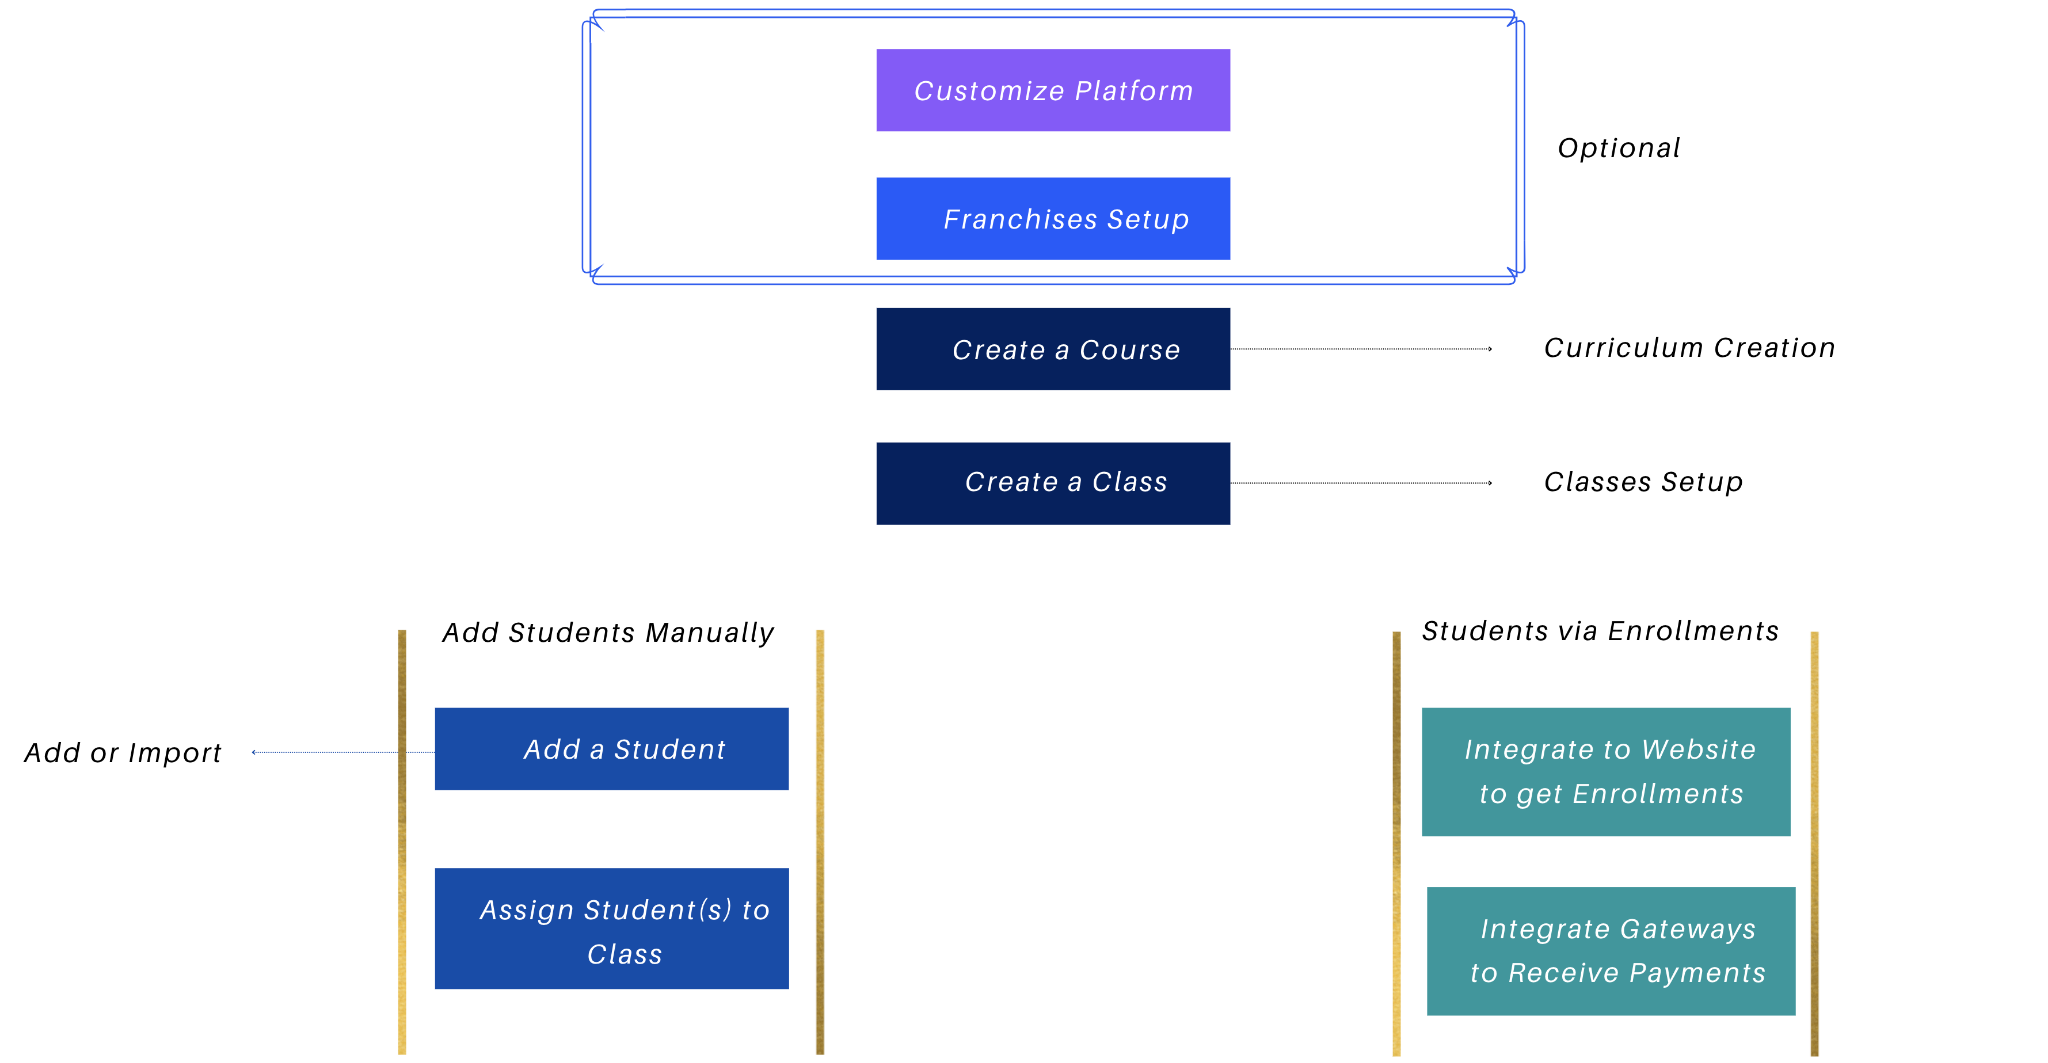 Customize Platform
Optional
Franchises Setup
Create a Course
Curriculum Creation
Create a Class
Classes Setup
Add Students Manually
Add or Import
Add a Student
Assign Student(s) to
Class
Students via Enrollments
Integrate to Website
to get Enrollments
Integrate Gateways
to Receive Payments